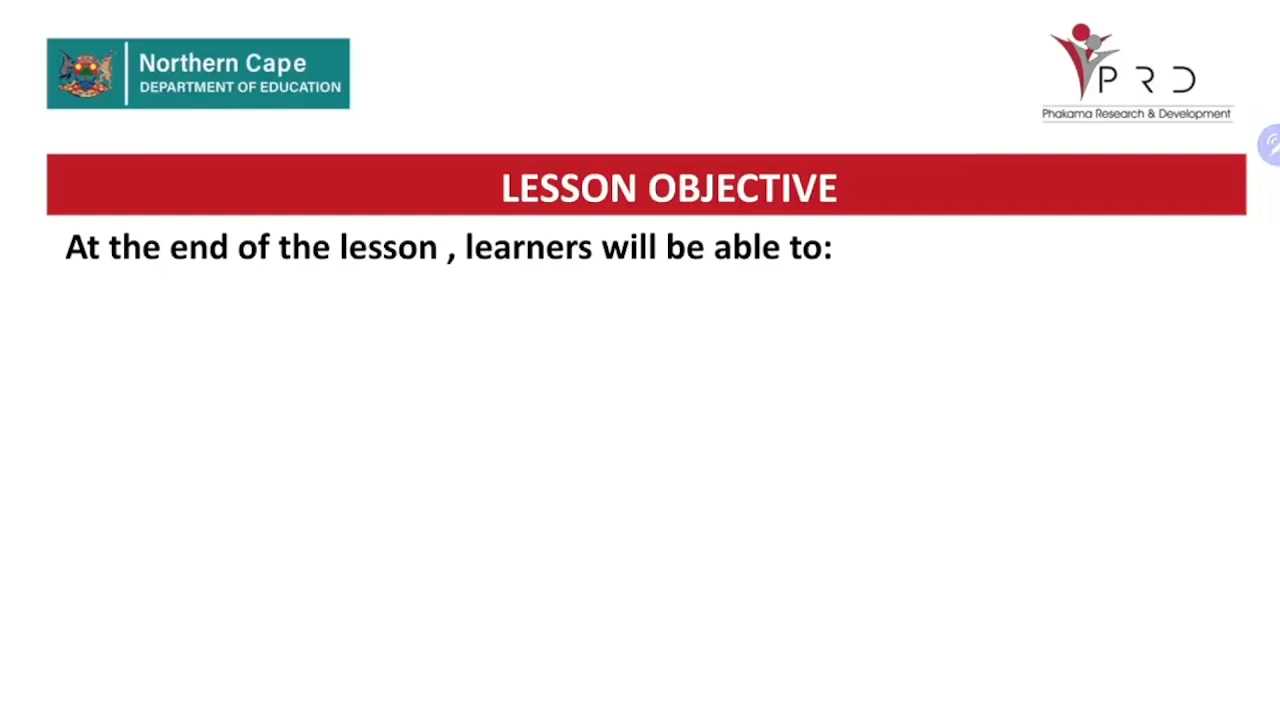 Northern Cape
DEPARTMENT OF EDUCATION
PRD
Phakama Research & Development
LESSON OBJECTIVE
At the end of the lesson , learners will be able to: